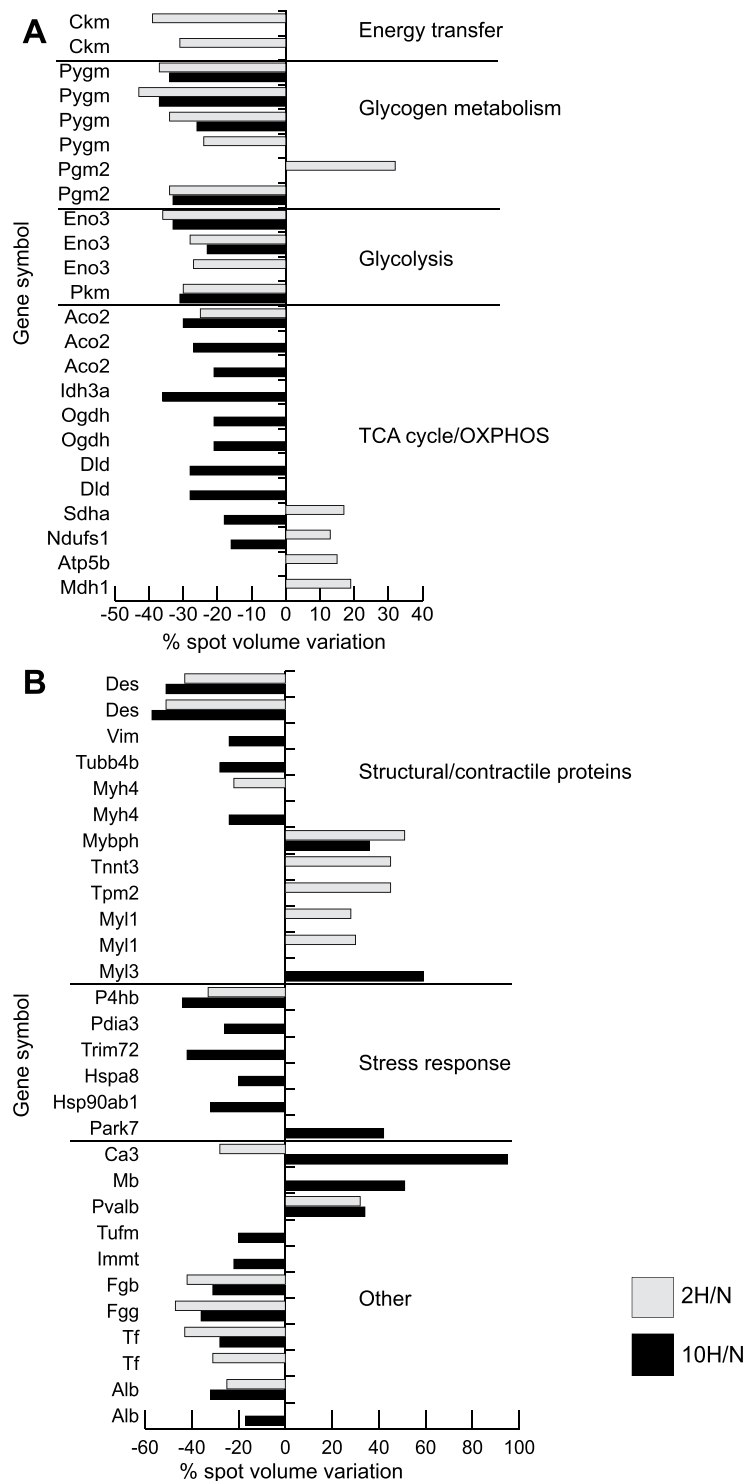 A
Ckm
Energy transfer
Ckm
Pygm
Pygm
Glycogen metabolism
Pygm
Pygm
Pgm2
Pgm2
Eno3
Eno3
Glycolysis
Eno3
Pkm
Aco2
Aco2
Aco2
Idh3a
Ogdh
TCA cycle/OXPHOS
Ogdh
Dld
Dld
Sdha
Ndufs1
Atp5b
Mdh1
Gene symbol
-50 -40 -30 -20 -10 0 10 20 30 40
% spot volume variation
B
Des
Des
Vim
Tubb4b
Structural/contractile proteins
Myh4
Myh4
Mybph
Tnnt3
Tpm2
Myl1
Myl1
Myl3
P4hb
Pdia3
Trim72
Stress response
Hspa8
Hsp90ab1
Park7
Gene symbol
Ca3
Mb
Pvalb
Tufm
Immt
Fgb
Other
Fgg
Tf
Tf
Alb
Alb
2H/N
10H/N
-60 -40 -20 0 20 40 60 80 100
% spot volume variation